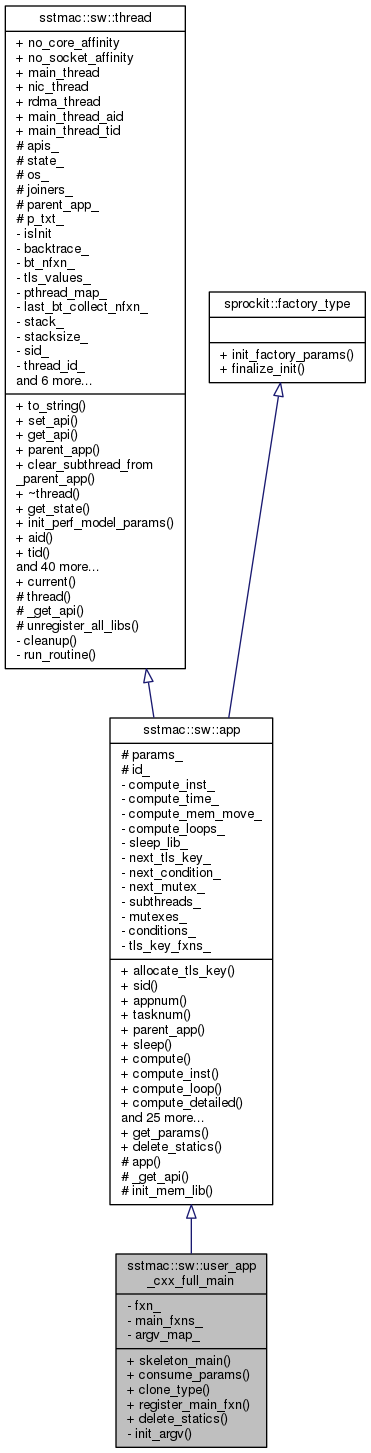 sstmac::sw::thread
+ no_core_affinity
+ no_socket_affinity
+ main_thread
+ nic_thread
+ rdma_thread
+ main_thread_aid
+ main_thread_tid
# apis_
# state_
# os_
# joiners_
# parent_app_
# p_txt_
- isInit
- backtrace_
- bt_nfxn_
- tls_values_
- pthread_map_
- last_bt_collect_nfxn_
- stack_
- stacksize_
- sid_
- thread_id_
and 6 more...
+ to_string()
+ set_api()
+ get_api()
+ parent_app()
+ clear_subthread_from
_parent_app()
+ ~thread()
+ get_state()
+ init_perf_model_params()
+ aid()
+ tid()
and 40 more...
+ current()
# thread()
# _get_api()
# unregister_all_libs()
- cleanup()
- run_routine()
sprockit::factory_type
+ init_factory_params()
+ finalize_init()
sstmac::sw::app
# params_
# id_
- compute_inst_
- compute_time_
- compute_mem_move_
- compute_loops_
- sleep_lib_
- next_tls_key_
- next_condition_
- next_mutex_
- subthreads_
- mutexes_
- conditions_
- tls_key_fxns_
+ allocate_tls_key()
+ sid()
+ appnum()
+ tasknum()
+ parent_app()
+ sleep()
+ compute()
+ compute_inst()
+ compute_loop()
+ compute_detailed()
and 25 more...
+ get_params()
+ delete_statics()
# app()
# _get_api()
# init_mem_lib()
sstmac::sw::user_app
_cxx_full_main
- fxn_
- main_fxns_
- argv_map_
+ skeleton_main()
+ consume_params()
+ clone_type()
+ register_main_fxn()
+ delete_statics()
- init_argv()